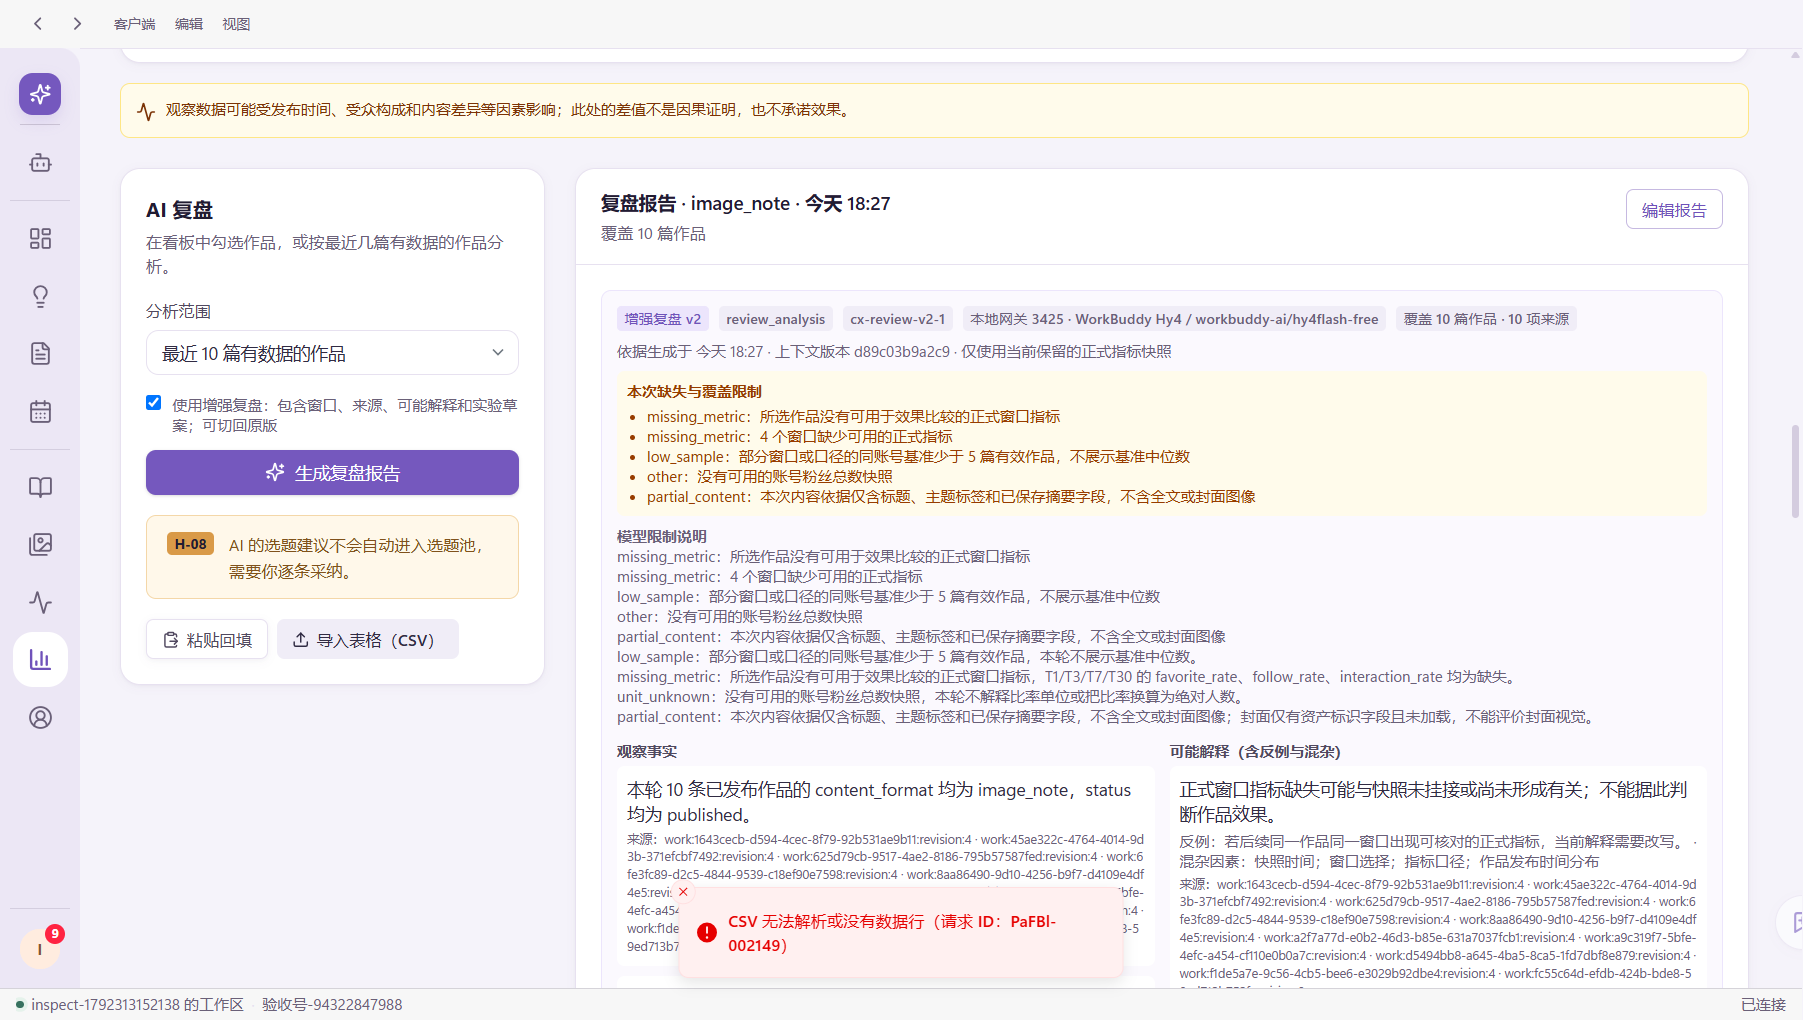 客户端 编辑 视图
观察数据可能受发布时间、受众构成和内容差异等因素影响；此处的差值不是因果证明，也不承诺效果。
AI 复盘
在看板中勾选作品，或按最近几篇有数据的作品分
析。
分析范围
最近 10 篇有数据的作品
使用增强复盘：包含窗口、来源、可能解释和实验草
案；可切回原版
生成复盘报告
H-08
AI 的选题建议不会自动进入选题池，
需要你逐条采纳。
粘贴回填
导入表格（CSV）
复盘报告 · image_note · 今天 18:27
覆盖 10 篇作品
编辑报告
增强复盘 v2 review_analysis cx-review-v2-1 本地网关 3425 · WorkBuddy Hy4 / workbuddy-ai/hy4flash-free 覆盖 10 篇作品 · 10 项来源
依据生成于 今天 18:27 · 上下文版本 d89c03b9a2c9 · 仅使用当前保留的正式指标快照
本次缺失与覆盖限制
missing_metric：所选作品没有可用于效果比较的正式窗口指标
missing_metric：4 个窗口缺少可用的正式指标
low_sample：部分窗口或口径的同账号基准少于 5 篇有效作品，不展示基准中位数
other：没有可用的账号粉丝总数快照
partial_content：本次内容依据仅含标题、主题标签和已保存摘要字段，不含全文或封面图像
模型限制说明
missing_metric：所选作品没有可用于效果比较的正式窗口指标
missing_metric：4 个窗口缺少可用的正式指标
low_sample：部分窗口或口径的同账号基准少于 5 篇有效作品，不展示基准中位数
other：没有可用的账号粉丝总数快照
partial_content：本次内容依据仅含标题、主题标签和已保存摘要字段，不含全文或封面图像
low_sample：部分窗口或口径的同账号基准少于 5 篇有效作品，本轮不展示基准中位数。
missing_metric：所选作品没有可用于效果比较的正式窗口指标，T1/T3/T7/T30 的 favorite_rate、follow_rate、interaction_rate 均为缺失。
unit_unknown：没有可用的账号粉丝总数快照，本轮不解释比率单位或把比率换算为绝对人数。
partial_content：本次内容依据仅含标题、主题标签和已保存摘要字段，不含全文或封面图像；封面仅有资产标识字段且未加载，不能评价封面视觉。
观察事实
本轮 10 条已发布作品的 content_format 均为 image_note，status
均为 published。
来源：work:1643cecb-d594-4cec-8f79-92b531ae9b11:revision:4 · work:45ae322c-4764-4014-9d
3b-371efcbf7492:revision:4 · work:625d79cb-9517-4ae2-8186-795b57587fed:revision:4 · work:6
fe3fc89-d2c5-4844-9539-c18ef90e7598:revision:4 · work:8aa86490-9d10-4256-b9f7-d4109e4df
4e5:revi bfe-
4efc-a454 n:4 ·
work:f1de 3-5
9ed713b7
可能解释（含反例与混杂）
正式窗口指标缺失可能与快照未挂接或尚未形成有关；不能据此判
断作品效果。
反例：若后续同一作品同一窗口出现可核对的正式指标，当前解释需要改写。 ·
混杂因素：快照时间；窗口选择；指标口径；作品发布时间分布
来源：work:1643cecb-d594-4cec-8f79-92b531ae9b11:revision:4 · work:45ae322c-4764-4014-9d
3b-371efcbf7492:revision:4 · work:625d79cb-9517-4ae2-8186-795b57587fed:revision:4 · work:6
fe3fc89-d2c5-4844-9539-c18ef90e7598:revision:4 · work:8aa86490-9d10-4256-b9f7-d4109e4df
4e5:revision:4 · work:a2f7a77d-e0b2-46d3-b85e-631a7037fcb1:revision:4 · work:a9c319f7-5bfe-
4efc-a454-cf110e0b0a7c:revision:4 · work:d5494bb8-a645-4ba5-8ca5-1fd7dbf8e879:revision:4 ·
work:f1de5a7e-9c56-4cb5-bee6-e3029b92dbe4:revision:4 · work:fc55c64d-efdb-424b-bde8-5
CSV 无法解析或没有数据行（请求 ID：PaFBl-
002149）
9
I
inspect-1792313152138 的工作区 · 验收号-94322847988
已连接